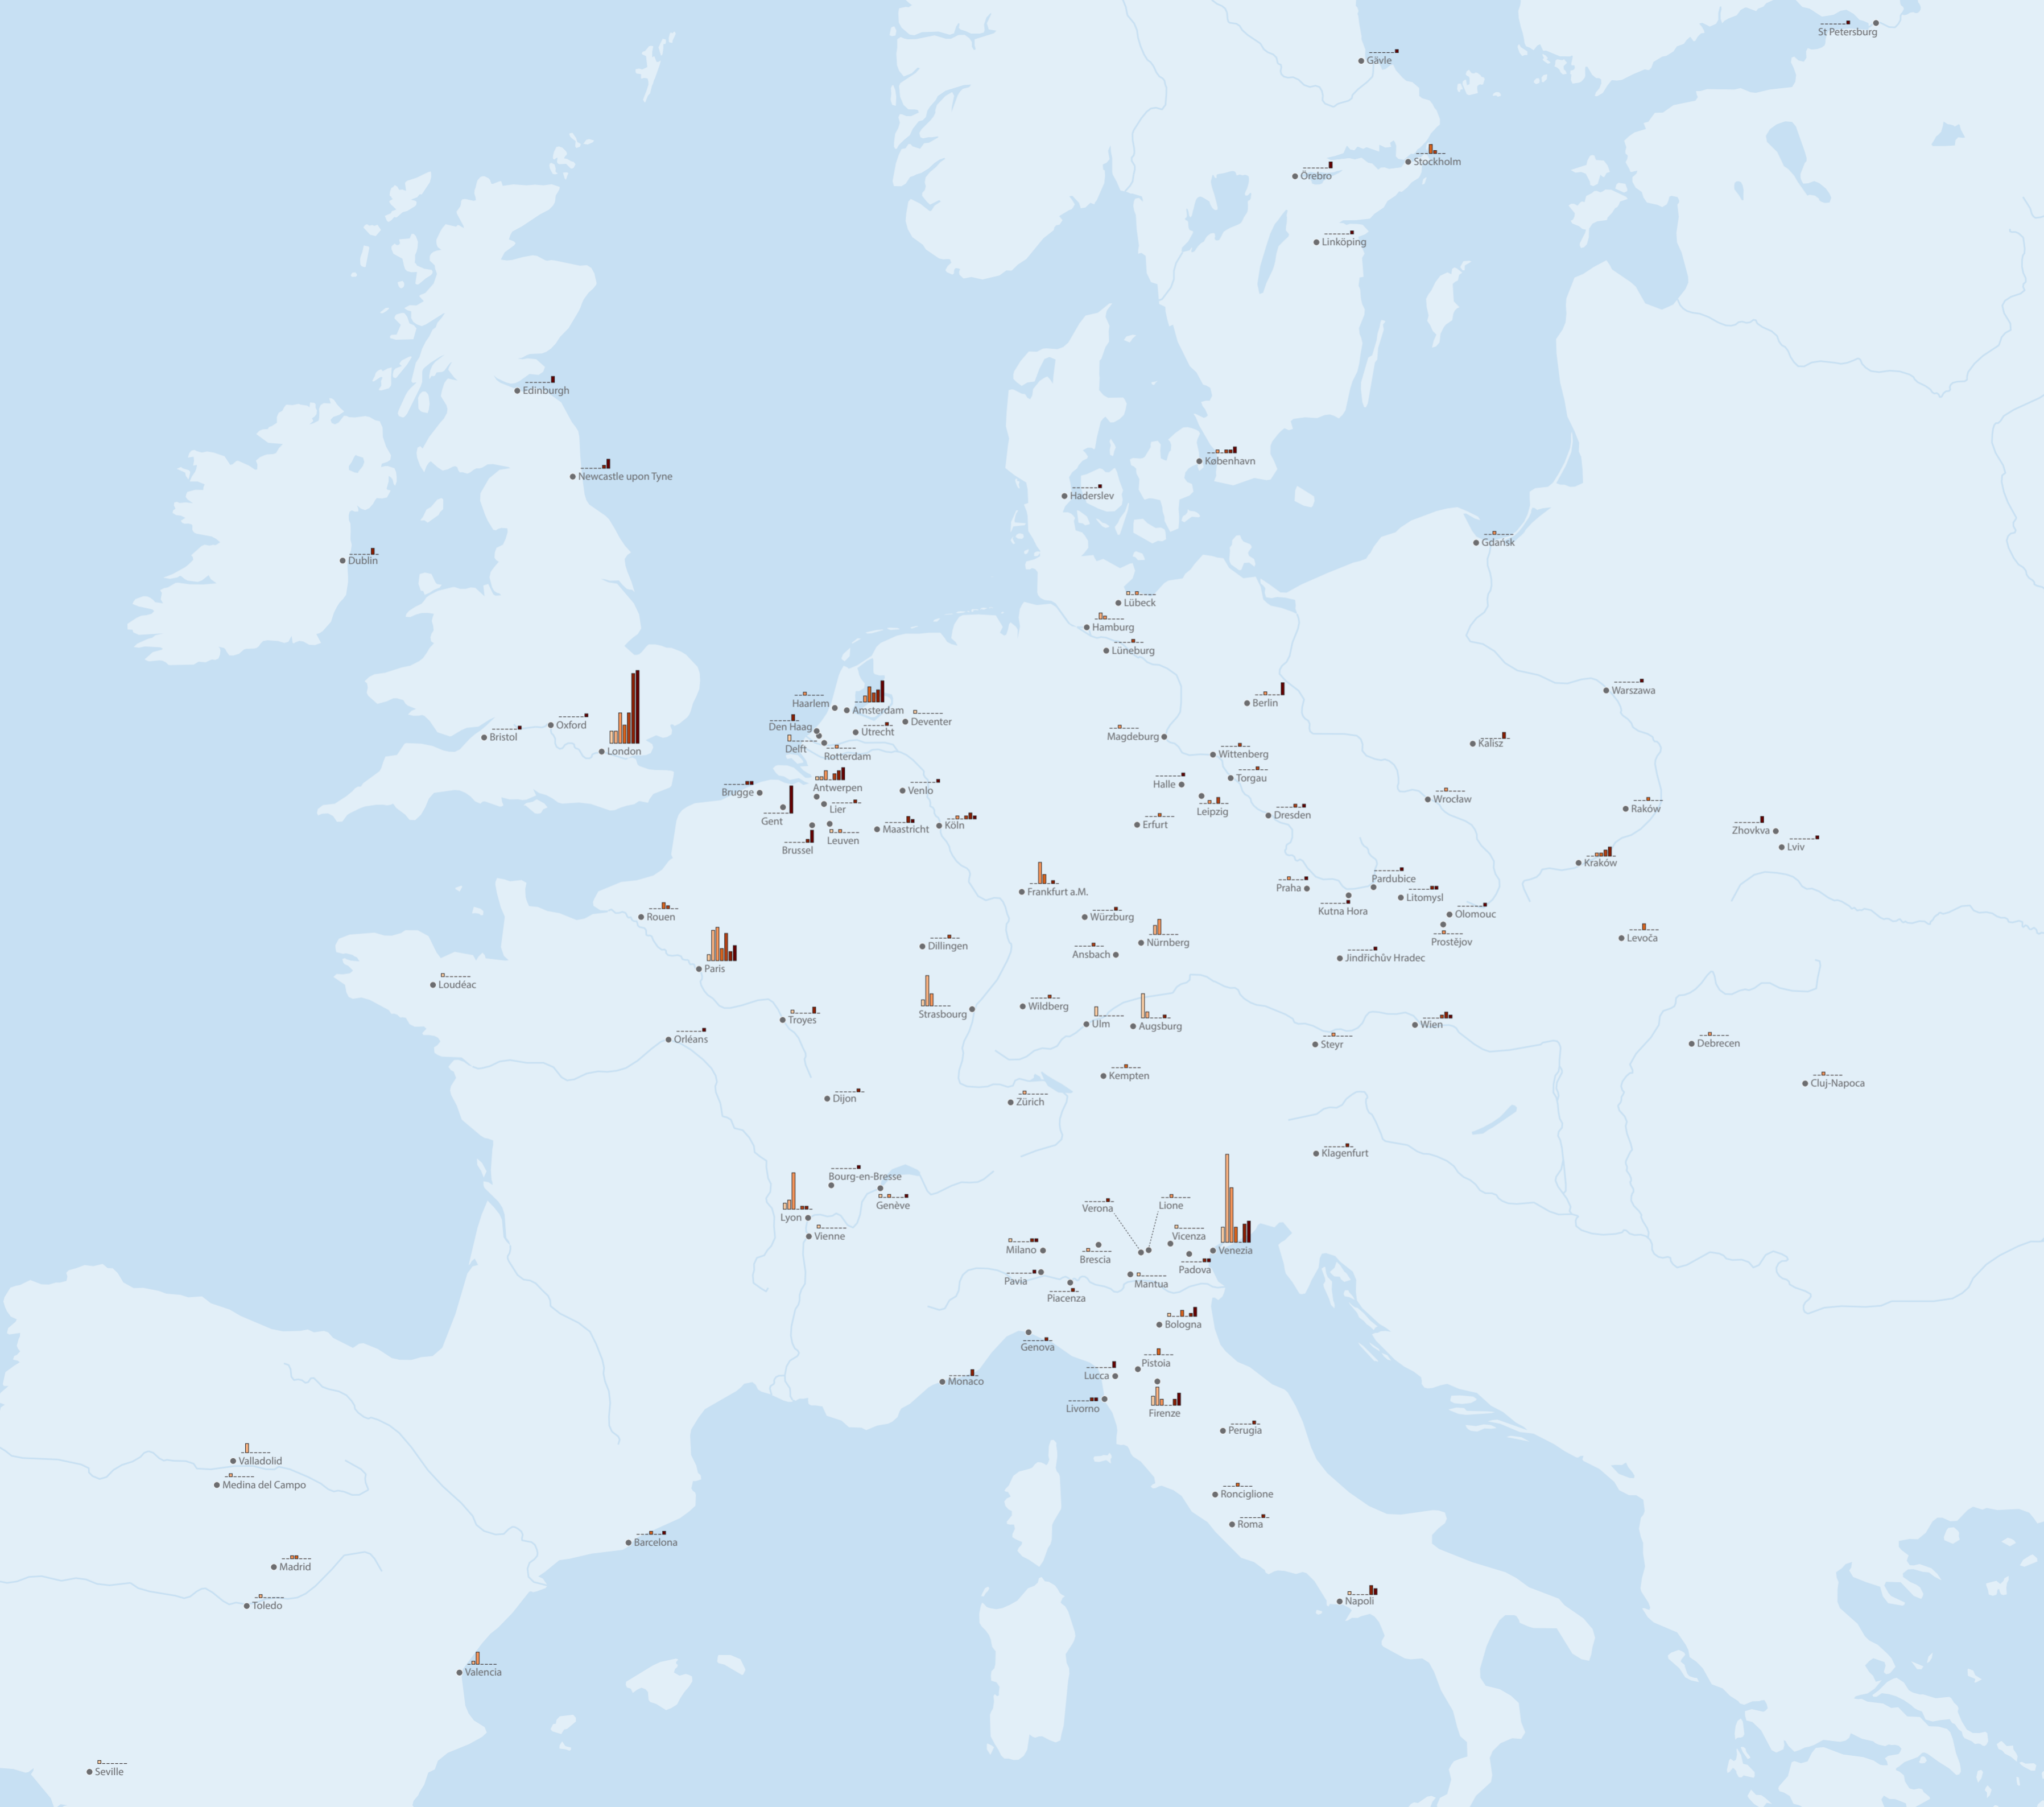 St Petersburg
Gävle
Stockholm
Örebro
Linköping
Edinburgh
København
Newcastle upon Tyne
Haderslev
Gdańsk
Dublin
Lübeck
Hamburg
Lüneburg
Warszawa
Haarlem
Berlin
Amsterdam
Deventer
Oxford
Den Haag
Utrecht
Bristol
Magdeburg
Kalisz
London
Delft
Rotterdam
Wittenberg
Torgau
Halle
Antwerpen
Brugge
Venlo
Wrocław
Lier
Raków
Leipzig
Dresden
Gent
Köln
Erfurt
Maastricht
Zhovkva
Leuven
Lviv
Brussel
Kraków
Pardubice
Praha
Frankfurt a.M.
Litomysl
Kutna Hora
Olomouc
Rouen
Würzburg
Levoča
Prostějov
Nürnberg
Dillingen
Ansbach
Jindřichův Hradec
Paris
Loudéac
Wildberg
Strasbourg
Troyes
Ulm
Augsburg
Wien
Orléans
Debrecen
Steyr
Kempten
Cluj-Napoca
Dijon
Zürich
Klagenfurt
Bourg-en-Bresse
Genève
Lione
Verona
Lyon
Vienne
Vicenza
Milano
Venezia
Brescia
Padova
Pavia
Mantua
Piacenza
Bologna
Genova
Pistoia
Lucca
Monaco
Livorno
Firenze
Perugia
Valladolid
Medina del Campo
Ronciglione
Roma
Barcelona
Madrid
Napoli
Toledo
Valencia
Seville